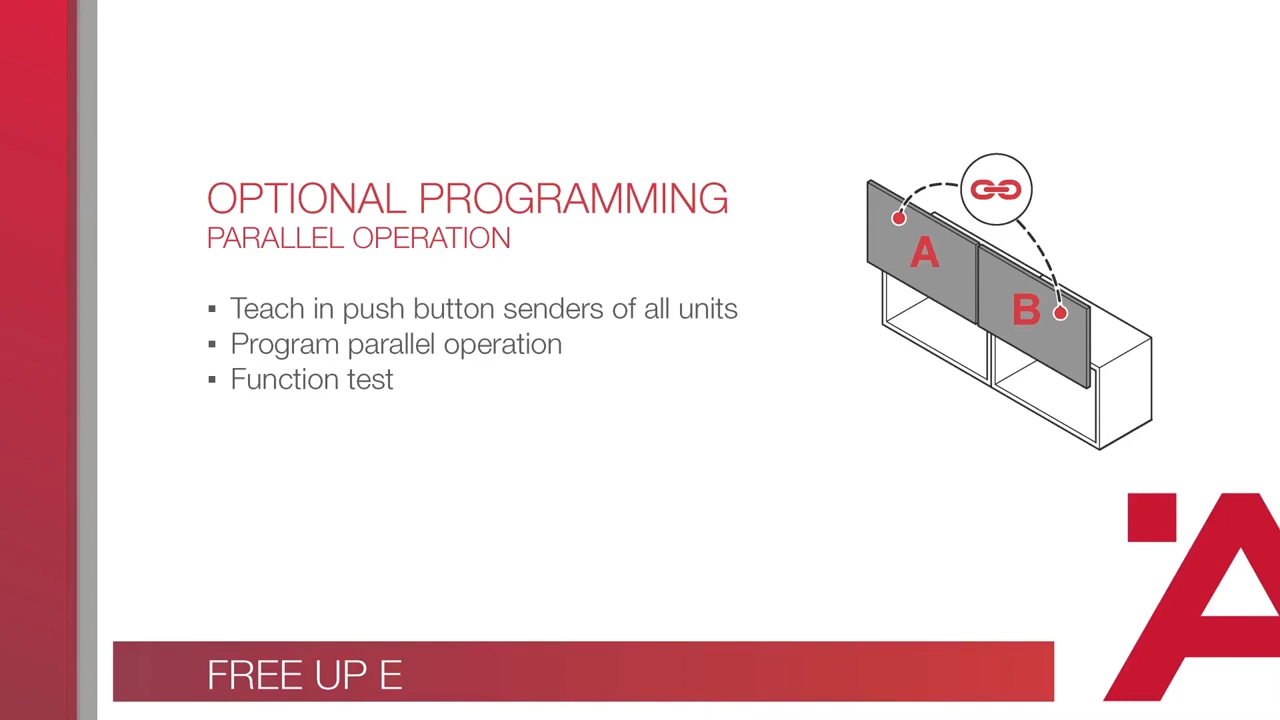 OPTIONAL PROGRAMMING
PARALLEL OPERATION
▪ Teach in push button senders of all units
▪ Program parallel operation
▪ Function test
A
B
FREE UP E